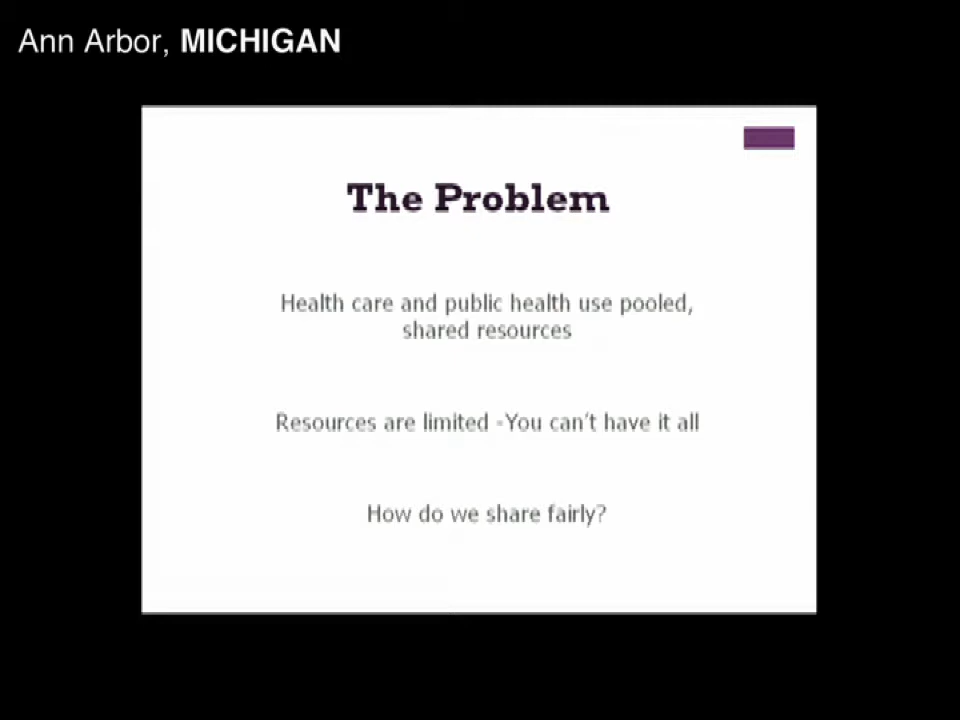 Ann Arbor, MICHIGAN
The Problem
Health care and public health use pooled,
shared resources
Resources are limited -You can't have it all
How do we share fairly?